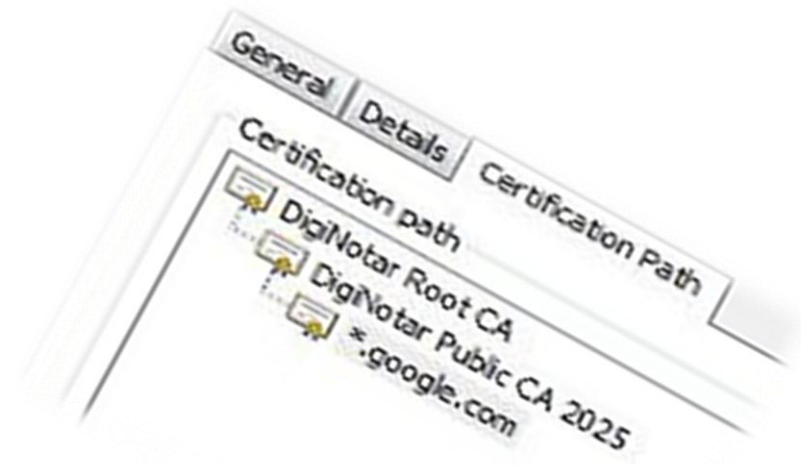 General
Details
Certification Path
Certification path
DigiNotar Root CA
DigiNotar Public CA 2025
*.google.com